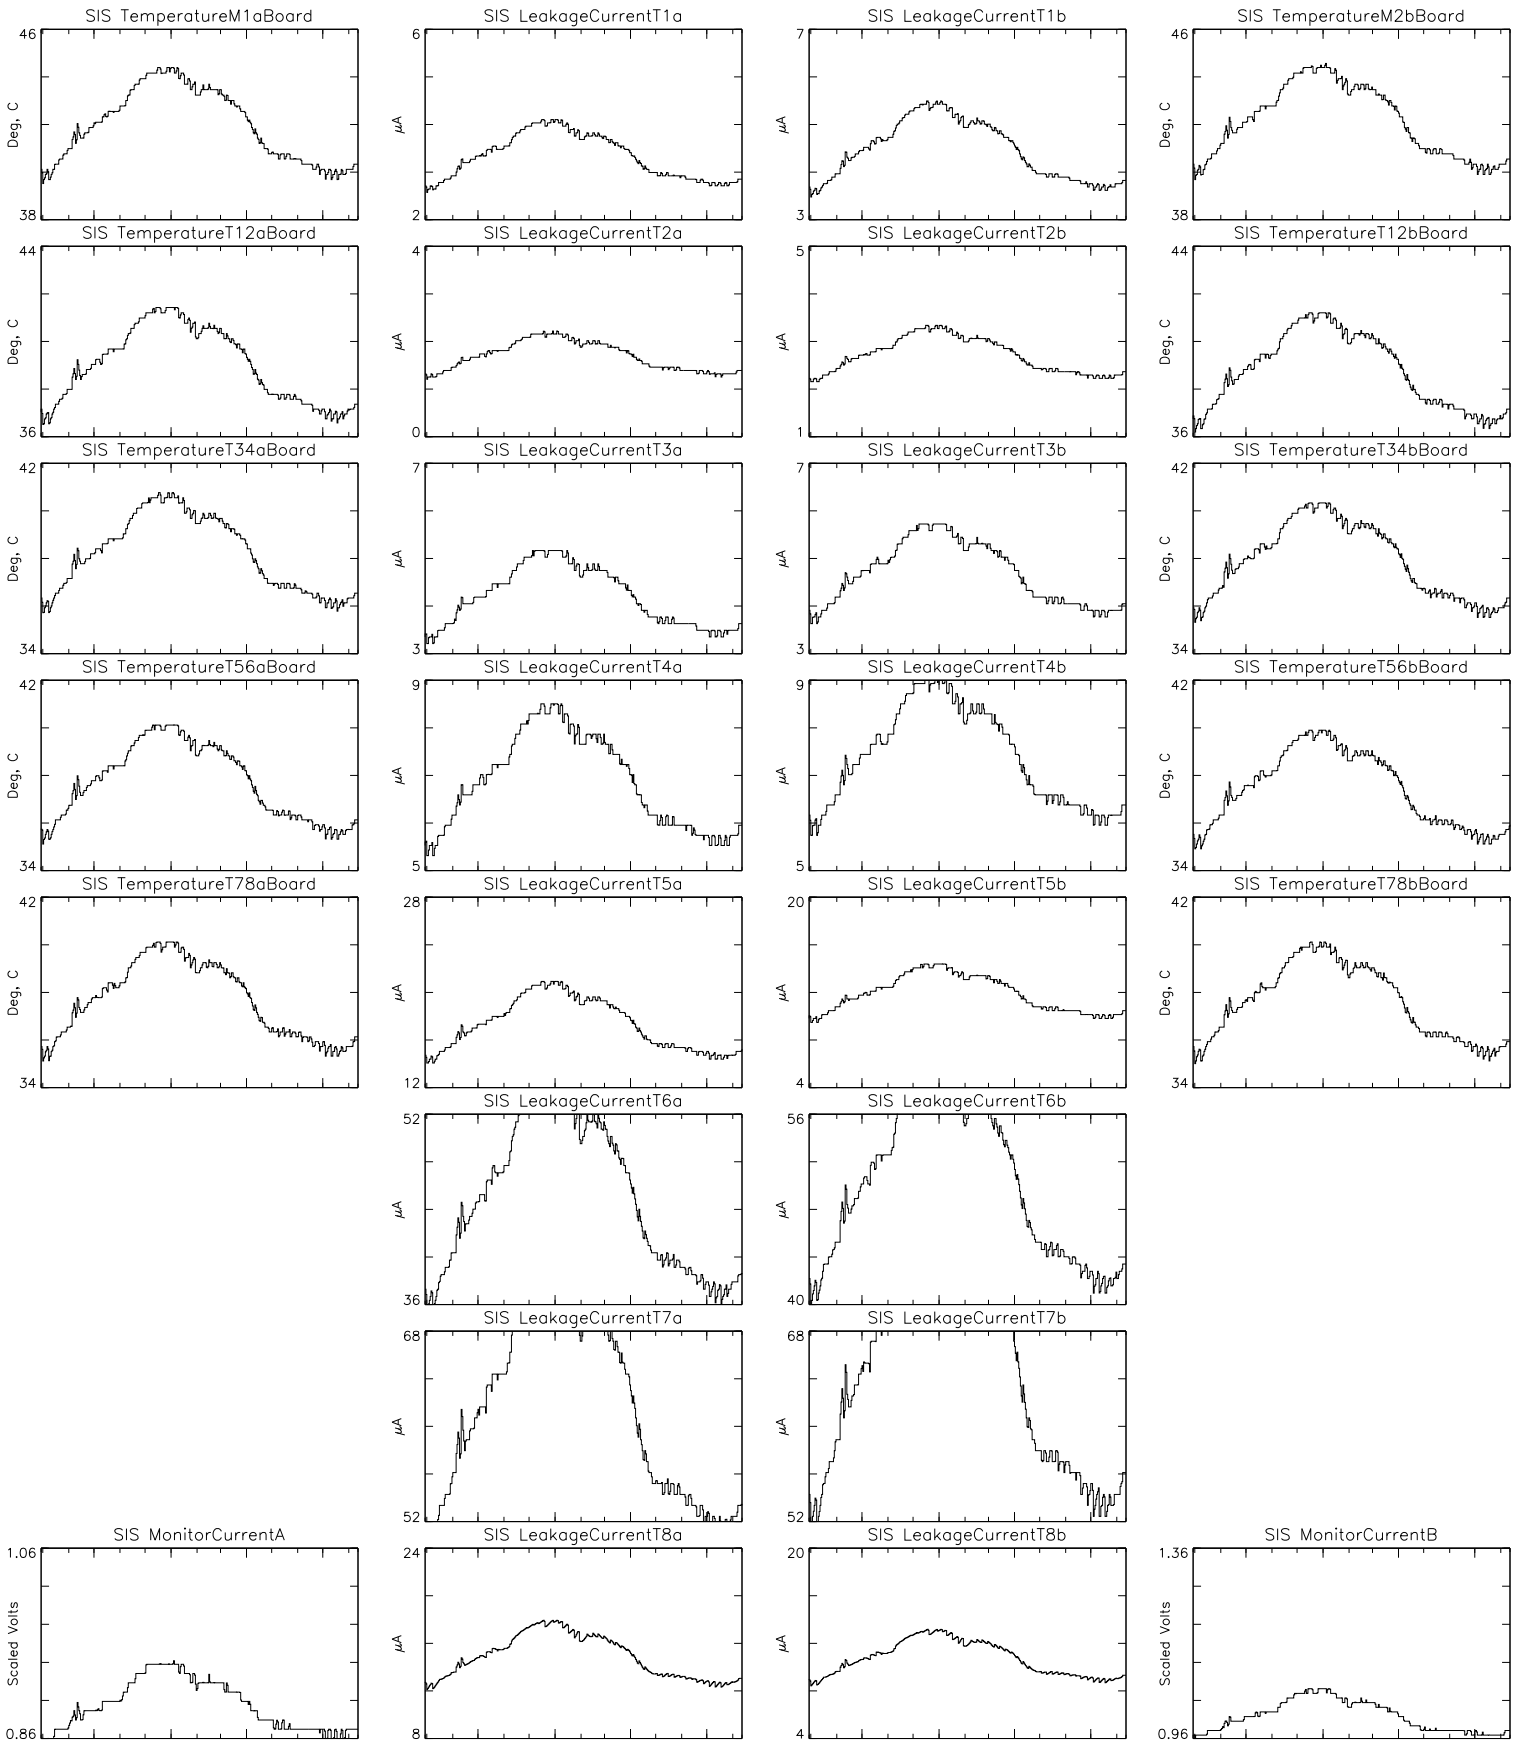 SIS TemperatureM1aBoard
SIS LeakageCurrentT1a
SIS LeakageCurrentT1b
SIS TemperatureM2bBoard
46
Deg, C
38
6
μA
2
7
μA
3
46
Deg, C
38
SIS TemperatureT12aBoard
SIS LeakageCurrentT2a
SIS LeakageCurrentT2b
SIS TemperatureT12bBoard
44
Deg, C
36
4
μA
0
5
μA
1
44
Deg, C
36
SIS TemperatureT34aBoard
SIS LeakageCurrentT3a
SIS LeakageCurrentT3b
SIS TemperatureT34bBoard
42
Deg, C
34
7
μA
3
7
μA
3
42
Deg, C
34
SIS TemperatureT56aBoard
SIS LeakageCurrentT4a
SIS LeakageCurrentT4b
SIS TemperatureT56bBoard
42
Deg, C
34
9
μA
5
9
μA
5
42
Deg, C
34
SIS TemperatureT78aBoard
SIS LeakageCurrentT5a
SIS LeakageCurrentT5b
SIS TemperatureT78bBoard
42
Deg, C
34
28
μA
12
20
μA
4
42
Deg, C
34
SIS LeakageCurrentT6a
SIS LeakageCurrentT6b
52
μA
36
56
μA
40
SIS LeakageCurrentT7a
SIS LeakageCurrentT7b
68
μA
52
68
μA
52
SIS MonitorCurrentA
SIS LeakageCurrentT8a
SIS LeakageCurrentT8b
SIS MonitorCurrentB
1.06
Scaled Volts
0.86
24
μA
8
20
μA
4
1.36
Scaled Volts
0.96